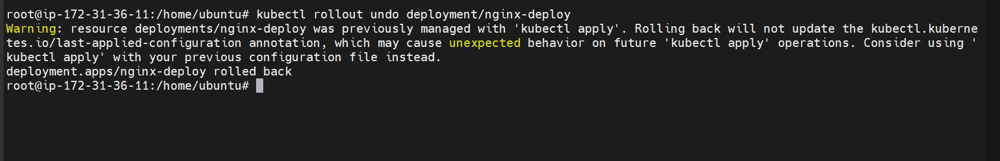 root@ip-172-31-36-11:/home/ubuntu# kubectl rollout undo deployment/nginx-deploy
Warning: resource deployments/nginx-deploy was previously managed with 'kubectl apply'. Rolling back will not update the kubectl.kuberne
tes.io/last-applied-configuration annotation, which may cause unexpected behavior on future 'kubectl apply' operations. Consider using '
kubectl apply' with your previous configuration file instead.
deployment.apps/nginx-deploy rolled back
root@ip-172-31-36-11:/home/ubuntu#